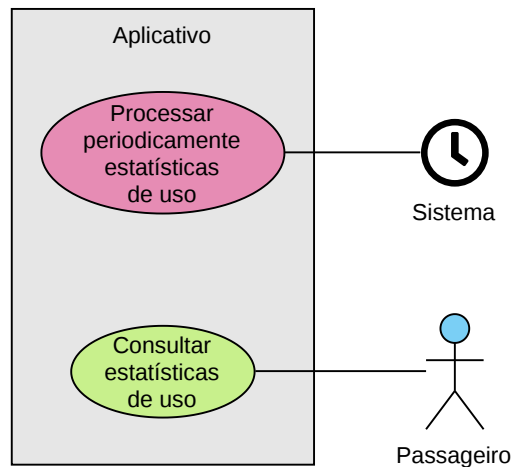 Aplicativo
Processar
periodicamente
estatísticas
de uso
Sistema
Consultar
estatísticas
de uso
Passageiro